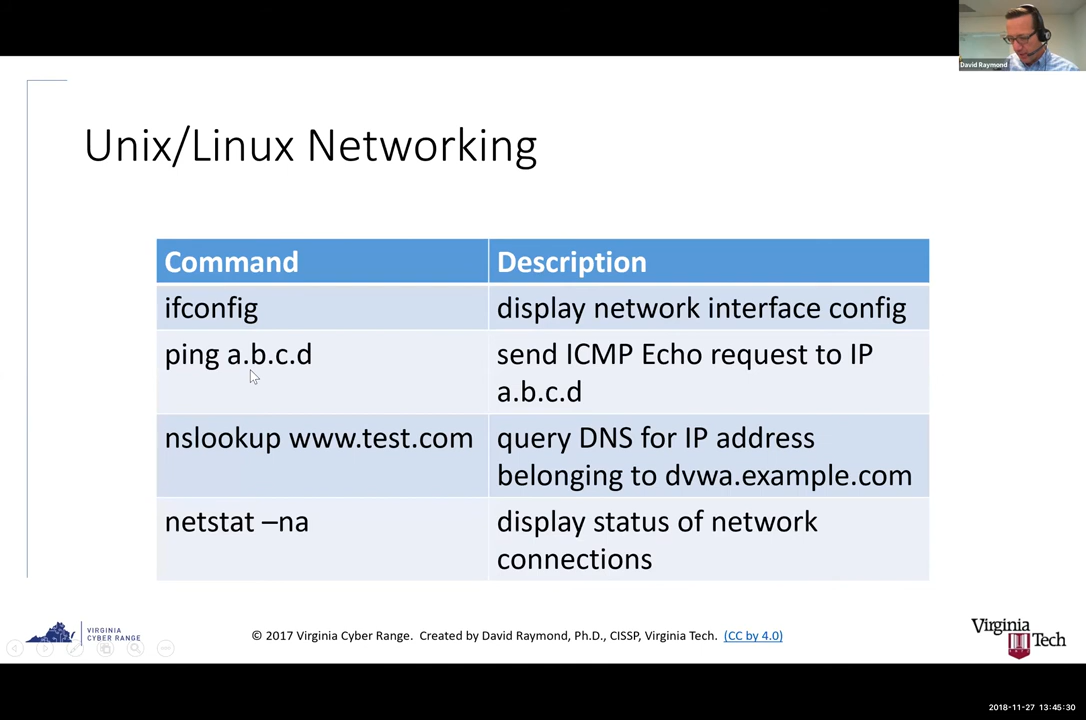 David Raymond
Unix/Linux Networking
Command Description
ifconfig display network interface config
ping a.b.c.d send ICMP Echo request to IP
a.b.c.d
nslookup www.test.com query DNS for IP address
belonging to dvwa.example.com
netstat –na display status of network
connections
VIRGINIA
CYBER RANGE
© 2017 Virginia Cyber Range. Created by David Raymond, Ph.D., CISSP, Virginia Tech. (CC by 4.0)
Virginia
Tech
2018-11-27 13:45:30